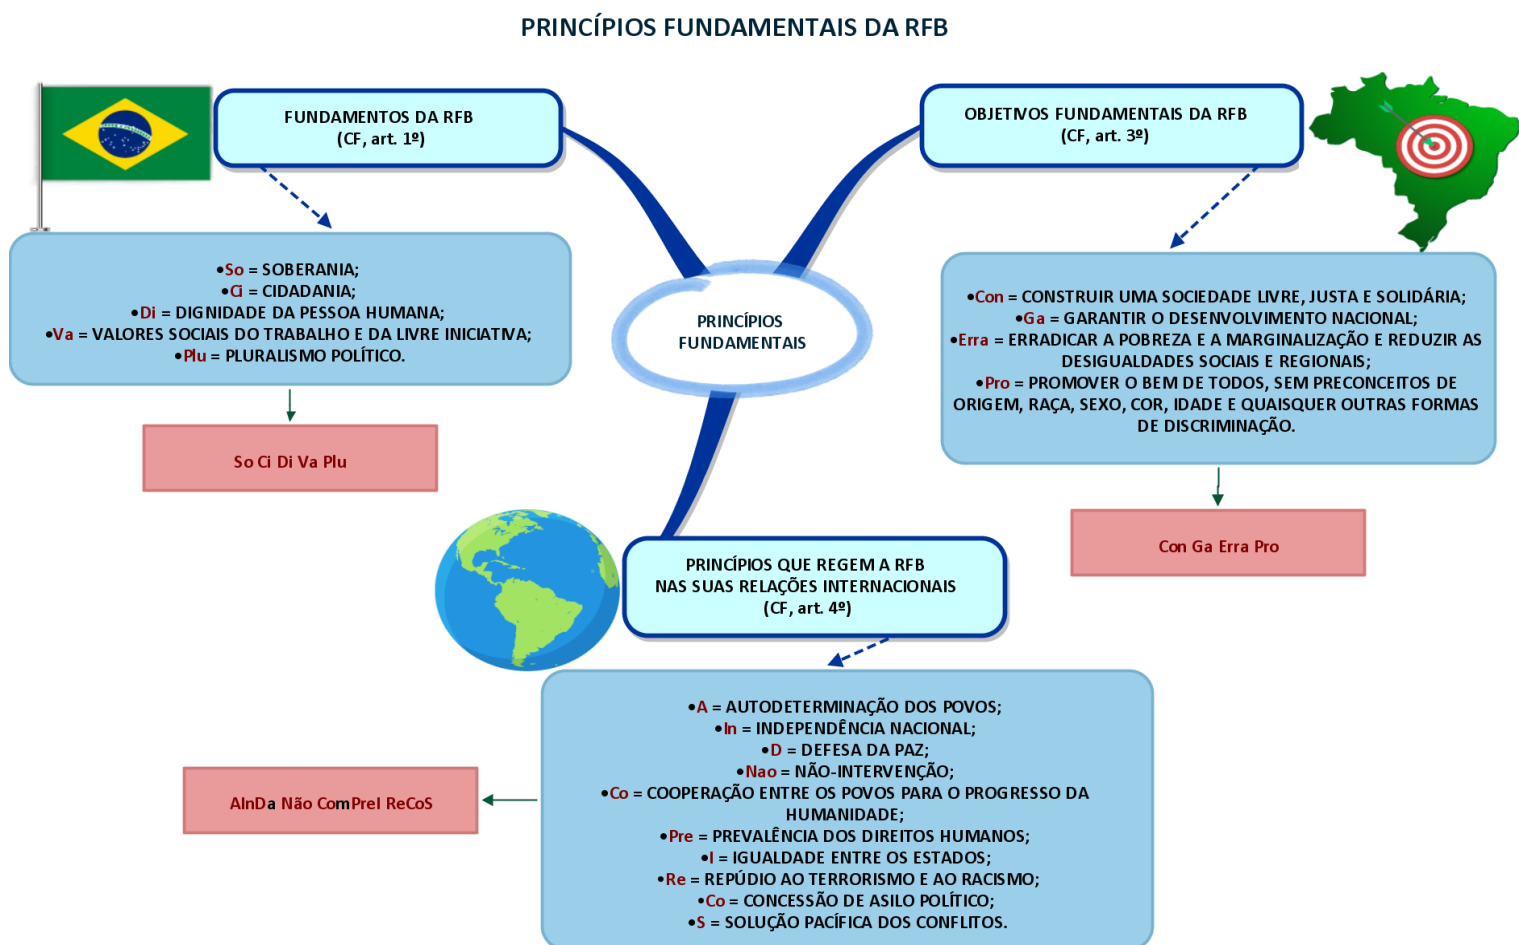 PRINCÍPIOS FUNDAMENTAIS DA RFB
FUNDAMENTOS DA RFB
(CF, art. 1º)
OBJETIVOS FUNDAMENTAIS DA RFB
(CF, art. 3º)
•So = SOBERANIA;
•Ci = CIDADANIA;
•Di = DIGNIDADE DA PESSOA HUMANA;
•Va = VALORES SOCIAIS DO TRABALHO E DA LIVRE INICIATIVA;
•Plu = PLURALISMO POLÍTICO.
So Ci Di Va Plu
PRINCÍPIOS
FUNDAMENTAIS
•Con = CONSTRUIR UMA SOCIEDADE LIVRE, JUSTA E SOLIDÁRIA;
•Ga = GARANTIR O DESENVOLVIMENTO NACIONAL;
•Erra = ERRADICAR A POBREZA E A MARGINALIZAÇÃO E REDUZIR AS
DESIGUALDADES SOCIAIS E REGIONAIS;
•Pro = PROMOVER O BEM DE TODOS, SEM PRECONCEITOS DE
ORIGEM, RAÇA, SEXO, COR, IDADE E QUAISQUER OUTRAS FORMAS
DE DISCRIMINAÇÃO.
Con Ga Erra Pro
PRINCÍPIOS QUE REGEM A RFB
NAS SUAS RELAÇÕES INTERNACIONAIS
(CF, art. 4º)
•A = AUTODETERMINAÇÃO DOS POVOS;
•In = INDEPENDÊNCIA NACIONAL;
•D = DEFESA DA PAZ;
•Nao = NÃO-INTERVENÇÃO;
•Co = COOPERAÇÃO ENTRE OS POVOS PARA O PROGRESSO DA
HUMANIDADE;
•Pre = PREVALÊNCIA DOS DIREITOS HUMANOS;
•I = IGUALDADE ENTRE OS ESTADOS;
•Re = REPÚDIO AO TERRORISMO E AO RACISMO;
•Co = CONCESSÃO DE ASILO POLÍTICO;
•S = SOLUÇÃO PACÍFICA DOS CONFLITOS.
AInDa Não ComPreI ReCoS